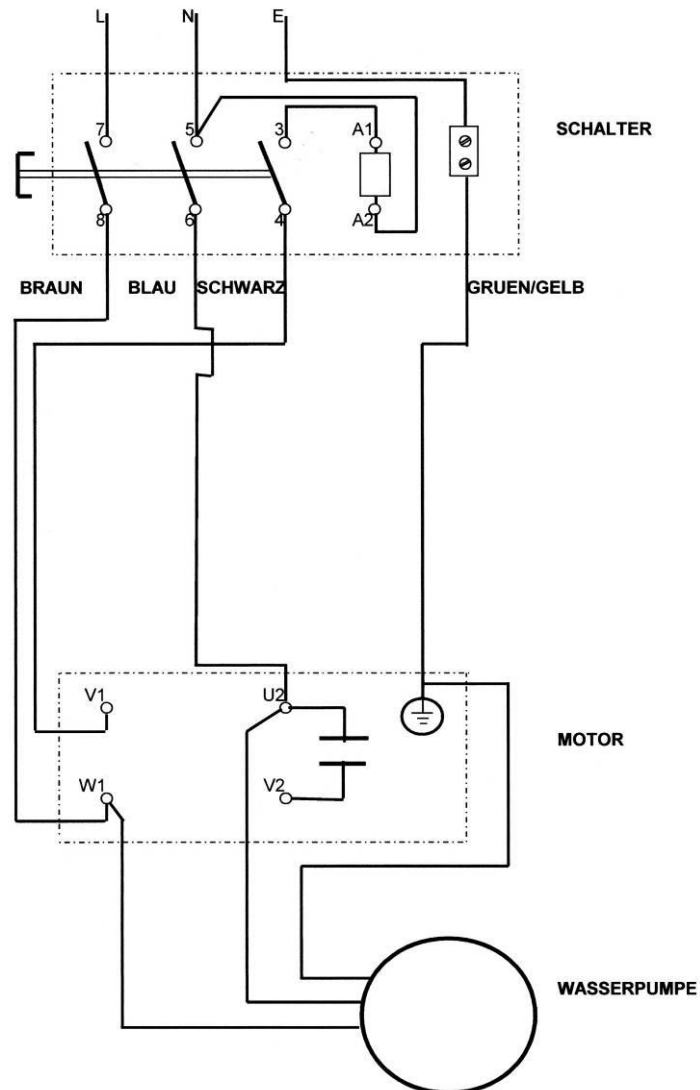 L N E
SCHALTER
7 5 3 A1
8 6 4 A2
BRAUN BLAU SCHWARZ GRUEN/GELB
V1 U2
MOTOR
W1 V2
WASSERPUMPE